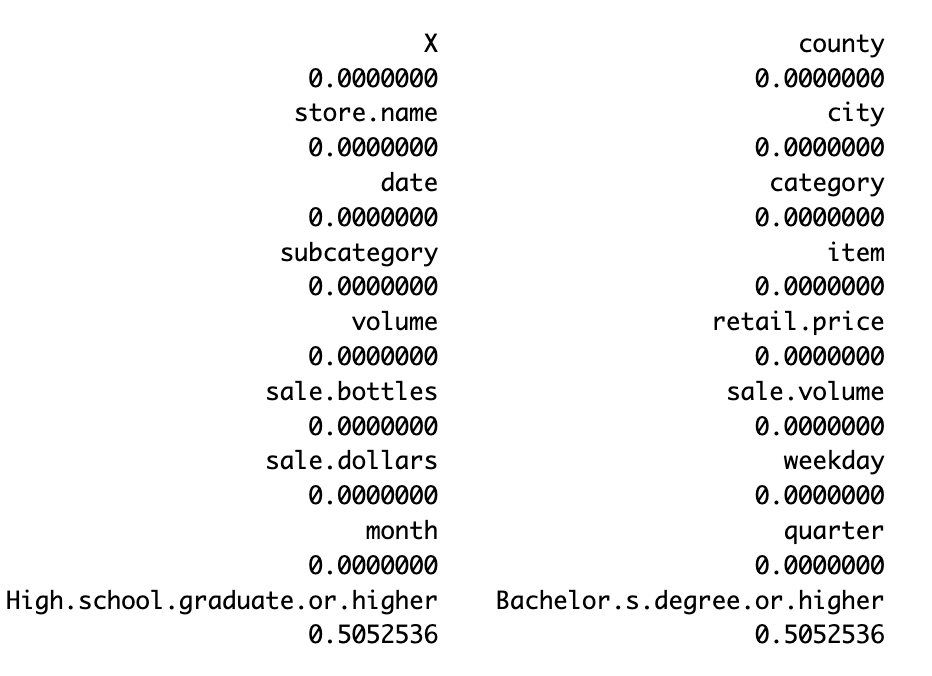 X county
0.0000000 0.0000000
store.name city
0.0000000 0.0000000
date category
0.0000000 0.0000000
subcategory item
0.0000000 0.0000000
volume retail.price
0.0000000 0.0000000
sale.bottles sale.volume
0.0000000 0.0000000
sale.dollars weekday
0.0000000 0.0000000
month quarter
0.0000000 0.0000000
High.school.graduate.or.higher Bachelor.s.degree.or.higher
0.5052536 0.5052536